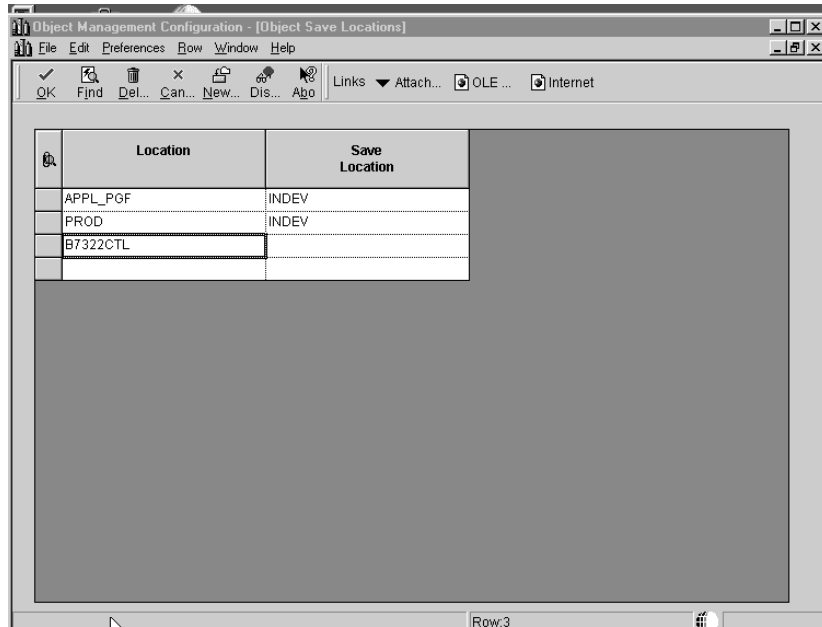 Object Management Configuration - [Object Save Locations]
File Edit Preferences Row Window Help
OK Find Del... Can... New... Dis... Abo Links Attach... OLE ... Internet
Location Save Location
APPL_PGF INDEV
PROD INDEV
B7322CTL
Row:3